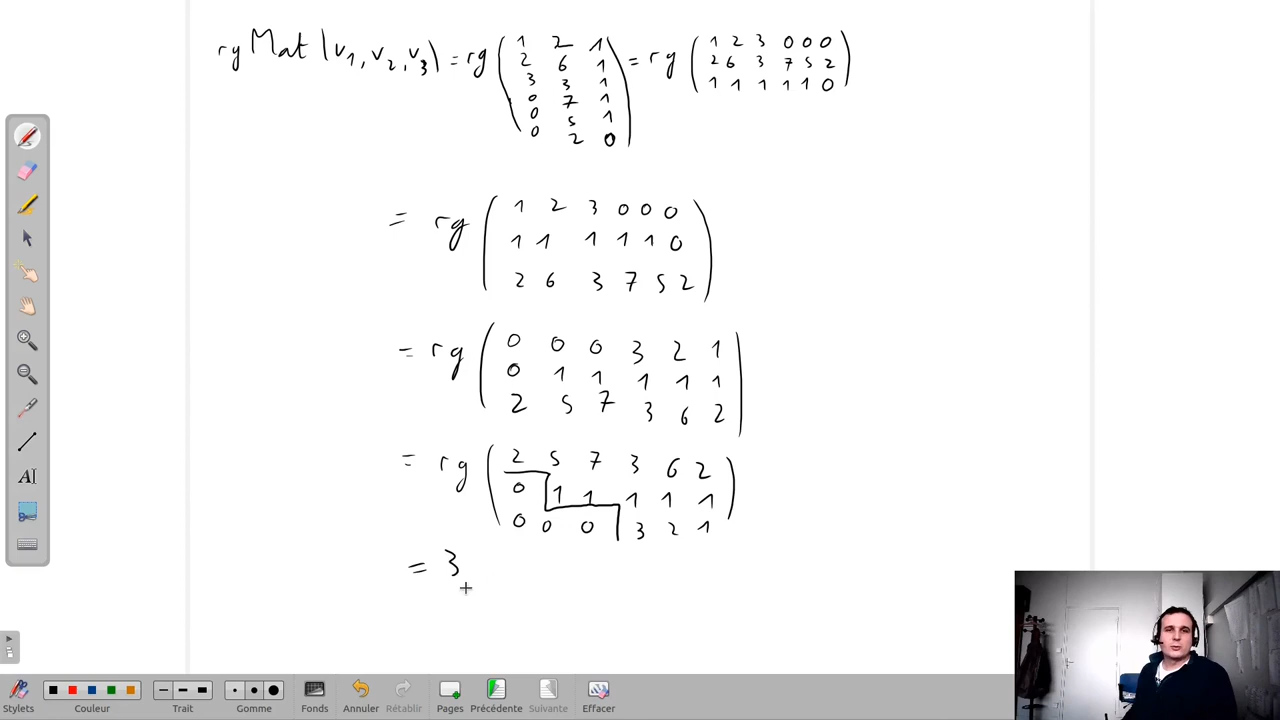 rg Mat (v1, v2, v3) = rg ( = rg (
1 2 1
2 6 1
3 3 1
0 7 1
0 5 1
0 2 0
1 2 3 0 0 0
2 6 3 7 5 2
1 1 1 1 1 0
= rg (
1 2 3 0 0 0
1 1 1 1 1 0
2 6 3 7 5 2
= rg (
0 0 0 3 2 1
0 1 1 1 1 1
2 5 7 3 6 2
= rg (
2 5 7 3 6 2
0 1 1 1 1 1
0 0 0 3 2 1
= 3
Stylets Couleur Trait Gomme Fonds Annuler Rétablir Pages Précédente Suivante Effacer